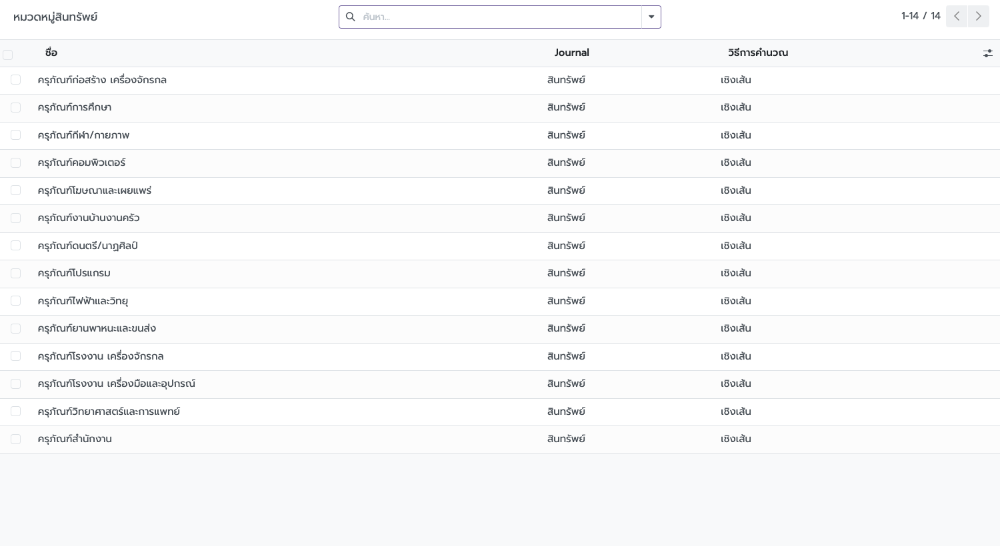 หมวดหมู่สินทรัพย์
ค้นหา...
1-14 / 14
ชื่อ Journal วิธีการคำนวณ
ครุภัณฑ์ก่อสร้าง เครื่องจักรกล สินทรัพย์ เชิงเส้น
ครุภัณฑ์การศึกษา สินทรัพย์ เชิงเส้น
ครุภัณฑ์กีฬา/กายภาพ สินทรัพย์ เชิงเส้น
ครุภัณฑ์คอมพิวเตอร์ สินทรัพย์ เชิงเส้น
ครุภัณฑ์โฆษณาและเผยแพร่ สินทรัพย์ เชิงเส้น
ครุภัณฑ์งานบ้านงานครัว สินทรัพย์ เชิงเส้น
ครุภัณฑ์ดนตรี/นาฏศิลป์ สินทรัพย์ เชิงเส้น
ครุภัณฑ์โปรแกรม สินทรัพย์ เชิงเส้น
ครุภัณฑ์ไฟฟ้าและวิทยุ สินทรัพย์ เชิงเส้น
ครุภัณฑ์ยานพาหนะและขนส่ง สินทรัพย์ เชิงเส้น
ครุภัณฑ์โรงงาน เครื่องจักรกล สินทรัพย์ เชิงเส้น
ครุภัณฑ์โรงงาน เครื่องมือและอุปกรณ์ สินทรัพย์ เชิงเส้น
ครุภัณฑ์วิทยาศาสตร์และการแพทย์ สินทรัพย์ เชิงเส้น
ครุภัณฑ์สำนักงาน สินทรัพย์ เชิงเส้น